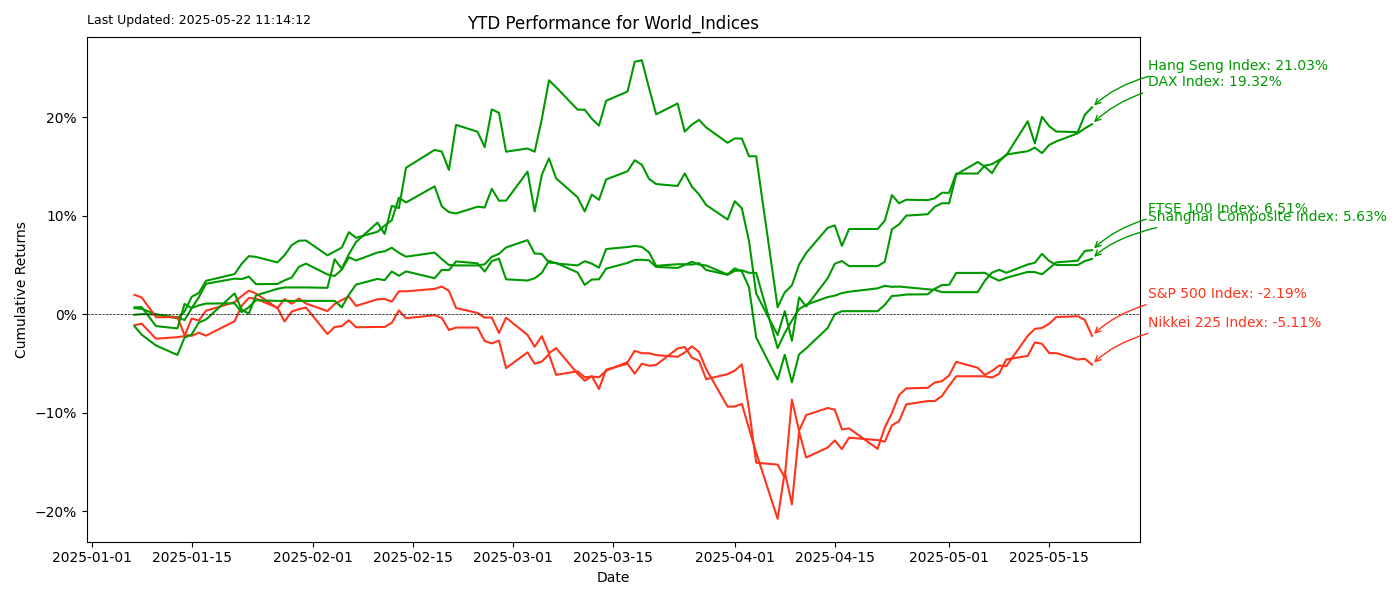 Last Updated: 2025-05-22 11:14:12
YTD Performance for World_Indices
Hang Seng Index: 21.03%
DAX Index: 19.32%
FTSE 100 Index: 6.51%
Shanghai Composite Index: 5.63%
S&P 500 Index: -2.19%
Nikkei 225 Index: -5.11%
Cumulative Returns
20%
10%
0%
−10%
−20%
2025-01-01 2025-01-15 2025-02-01 2025-02-15 2025-03-01 2025-03-15 2025-04-01 2025-04-15 2025-05-01 2025-05-15
Date